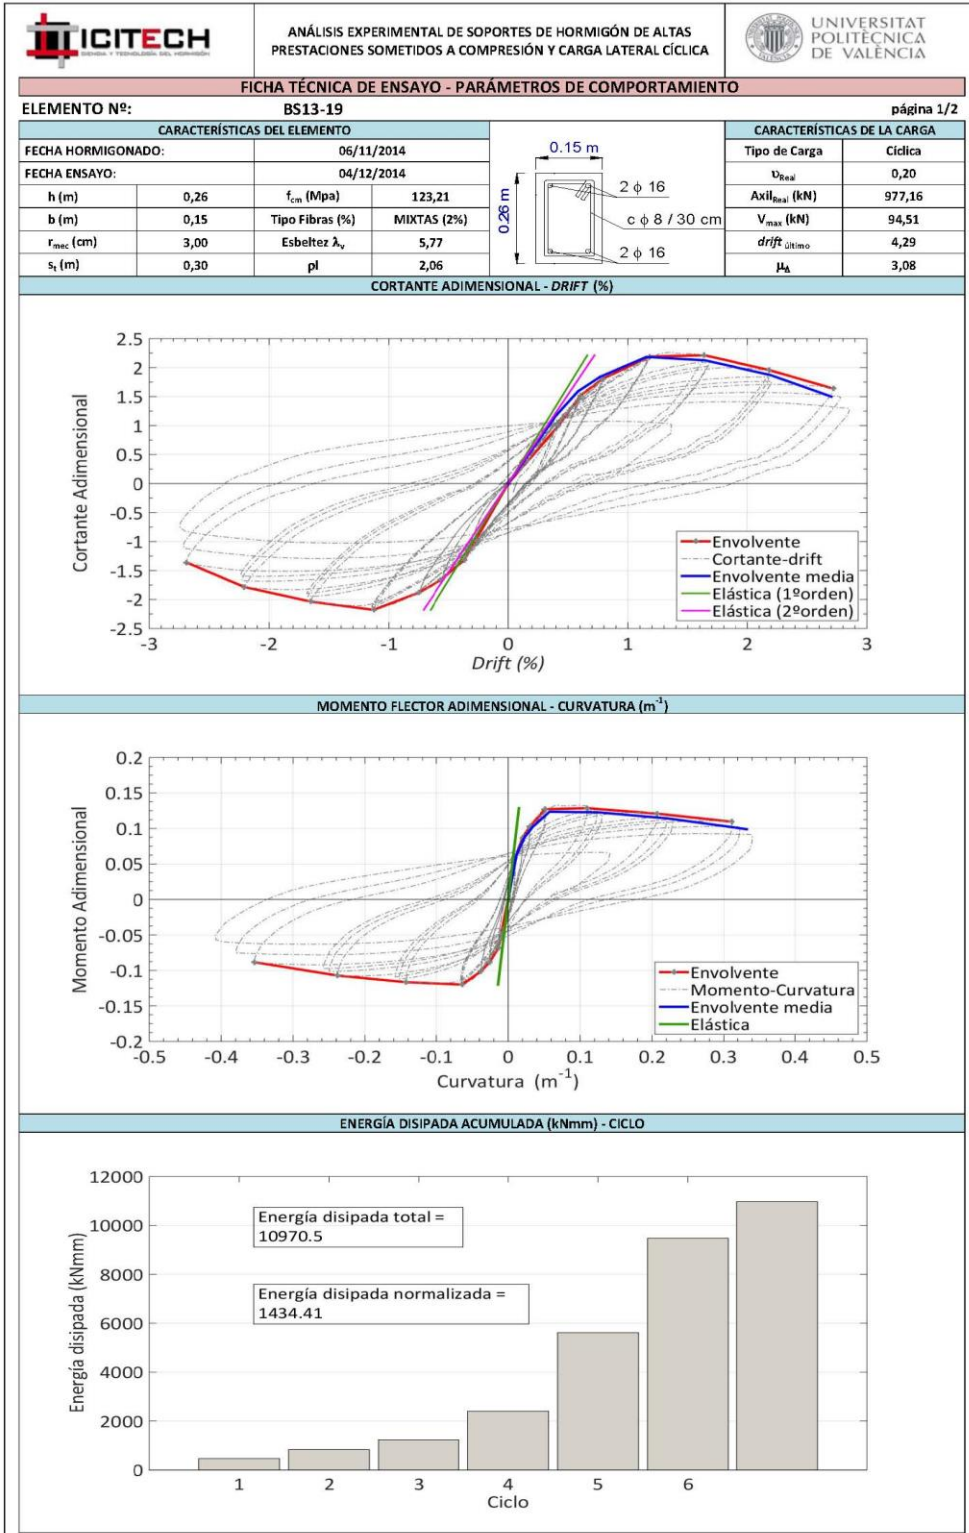 ICITECH
CIENCIA Y TECNOLOGÍA DEL HORMIGÓN
ANÁLISIS EXPERIMENTAL DE SOPORTES DE HORMIGÓN DE ALTAS
PRESTACIONES SOMETIDOS A COMPRESIÓN Y CARGA LATERAL CÍCLICA
UNIVERSITAT
POLITÈCNICA
DE VALÈNCIA
FICHA TÉCNICA DE ENSAYO - PARÁMETROS DE COMPORTAMIENTO
ELEMENTO Nº: BS13-19 página 1/2
CARACTERÍSTICAS DEL ELEMENTO
FECHA HORMIGONADO: 06/11/2014
FECHA ENSAYO: 04/12/2014
h (m) 0,26 fcm (Mpa) 123,21
b (m) 0,15 Tipo Fibras (%) MIXTAS (2%)
rmec (cm) 3,00 Esbeltez λv 5,77
st (m) 0,30 ρl 2,06
0.15 m
0.26 m
2 ϕ 16
c ϕ 8 / 30 cm
2 ϕ 16
CARACTERÍSTICAS DE LA CARGA
Tipo de Carga Cíclica
υReal 0,20
AxilReal (kN) 977,16
Vmax (kN) 94,51
drift último 4,29
μΔ 3,08
CORTANTE ADIMENSIONAL - DRIFT (%)
Cortante Adimensional
2.5
2
1.5
1
0.5
0
-0.5
-1
-1.5
-2
-2.5
Envolvente
Cortante-drift
Envolvente media
Elástica (1ºorden)
Elástica (2ºorden)
-3 -2 -1 0 1 2 3
Drift (%)
MOMENTO FLECTOR ADIMENSIONAL - CURVATURA (m-1)
Momento Adimensional
0.2
0.15
0.1
0.05
0
-0.05
-0.1
-0.15
-0.2
Envolvente
Momento-Curvatura
Envolvente media
Elástica
-0.5 -0.4 -0.3 -0.2 -0.1 0 0.1 0.2 0.3 0.4 0.5
Curvatura (m-1)
ENERGÍA DISIPADA ACUMULADA (kNmm) - CICLO
Energía disipada (kNmm)
12000
10000
8000
6000
4000
2000
0
Energía disipada total =
10970.5
Energía disipada normalizada =
1434.41
1 2 3 4 5 6
Ciclo